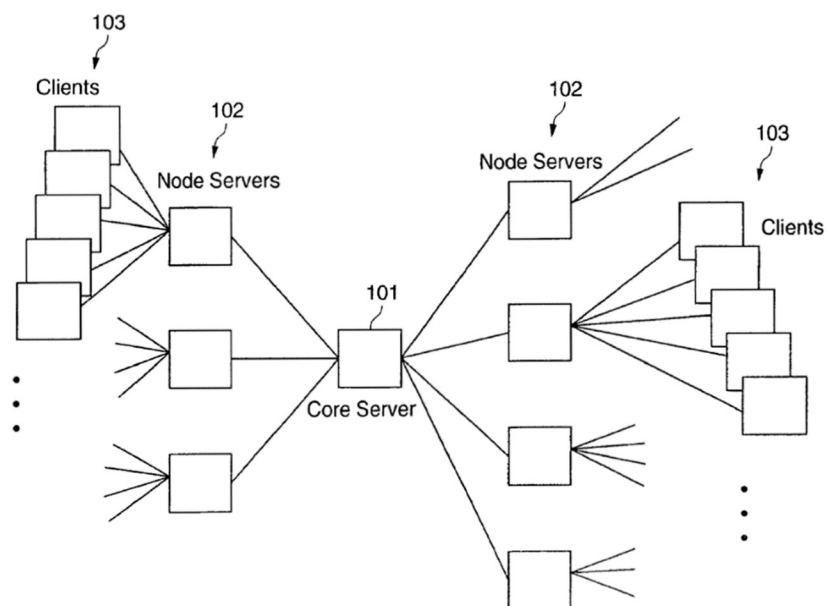 103
Clients
102
Node Servers
102
Node Servers
103
Clients
101
Core Server